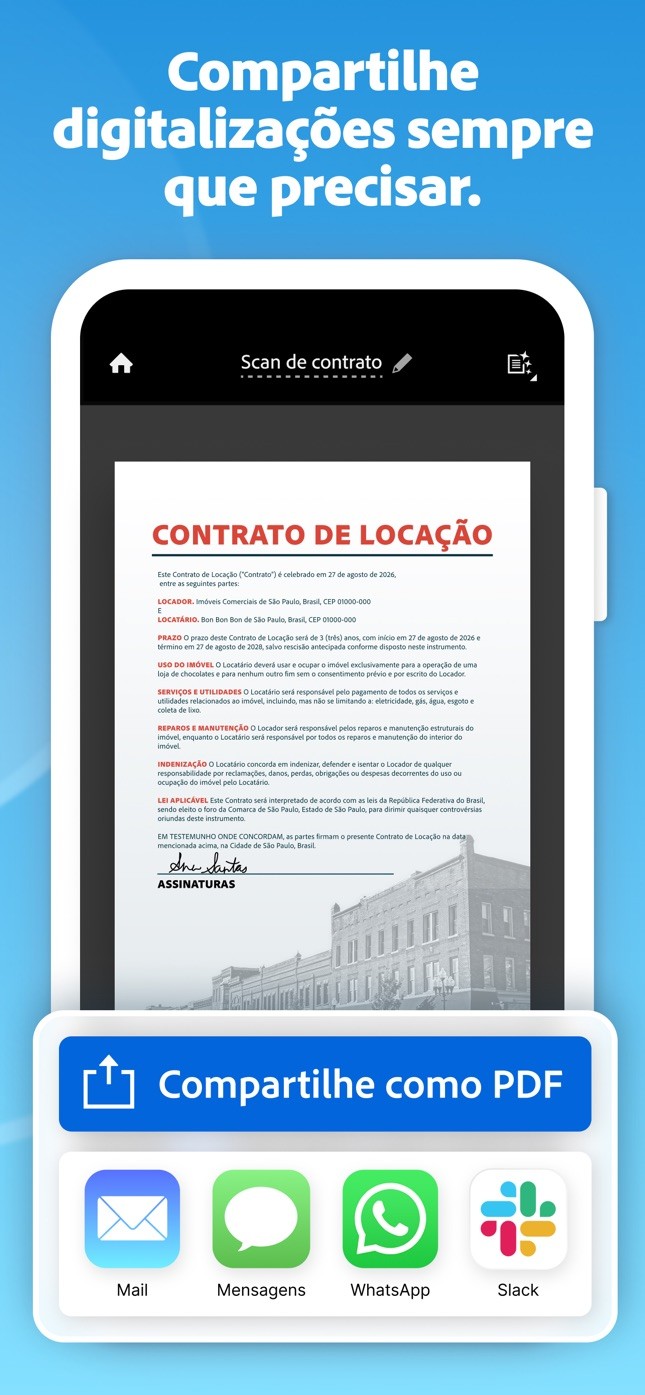 Compartilhe
digitalizações sempre
que precisar.
Scan de contrato
CONTRATO DE LOCAÇÃO
Este Contrato de Locação ("Contrato") é celebrado em 27 de agosto de 2026,
entre as seguintes partes:
LOCADOR. Imóveis Comerciais de São Paulo, Brasil, CEP 01000-000
E
LOCATÁRIO. Bon Bon Bon de São Paulo, Brasil, CEP 01000-000
PRAZO O prazo deste Contrato de Locação será de 3 (três) anos, com início em 27 de agosto de 2026 e
término em 27 de agosto de 2028, salvo rescisão antecipada conforme disposto neste instrumento.
USO DO IMÓVEL O Locatário deverá usar e ocupar o imóvel exclusivamente para a operação de uma
loja de chocolates e para nenhum outro fim sem o consentimento prévio e por escrito do Locador.
SERVIÇOS E UTILIDADES O Locatário será responsável pelo pagamento de todos os serviços e
utilidades relacionados ao imóvel, incluindo, mas não se limitando a: eletricidade, gás, água, esgoto e
coleta de lixo.
REPAROS E MANUTENÇÃO O Locador será responsável pelos reparos e manutenção estruturais do
imóvel, enquanto o Locatário será responsável por todos os reparos e manutenção do interior do
imóvel.
INDENIZAÇÃO O Locatário concorda em indenizar, defender e isentar o Locador de qualquer
responsabilidade por reclamações, danos, perdas, obrigações ou despesas decorrentes do uso ou
ocupação do imóvel pelo Locatário.
LEI APLICÁVEL Este Contrato será interpretado de acordo com as leis da República Federativa do Brasil,
sendo eleito o foro da Comarca de São Paulo, Estado de São Paulo, para dirimir quaisquer controvérsias
oriundas deste instrumento.
EM TESTEMUNHO ONDE CONCORDAM, as partes firmam o presente Contrato de Locação na data
mencionada acima, na Cidade de São Paulo, Brasil.
Ana Santos
ASSINATURAS
Compartilhe como PDF
Mail
Mensagens
WhatsApp
Slack